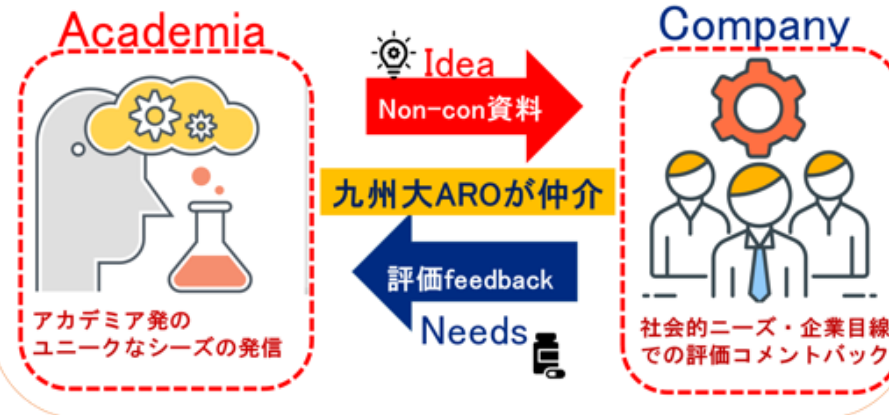 Academia
アカデミア発の
ユニークなシーズの発信
Idea
Non-con資料
九州大AROが仲介
評価feedback
Needs
Company
社会的ニーズ・企業目線
での評価コメントバック